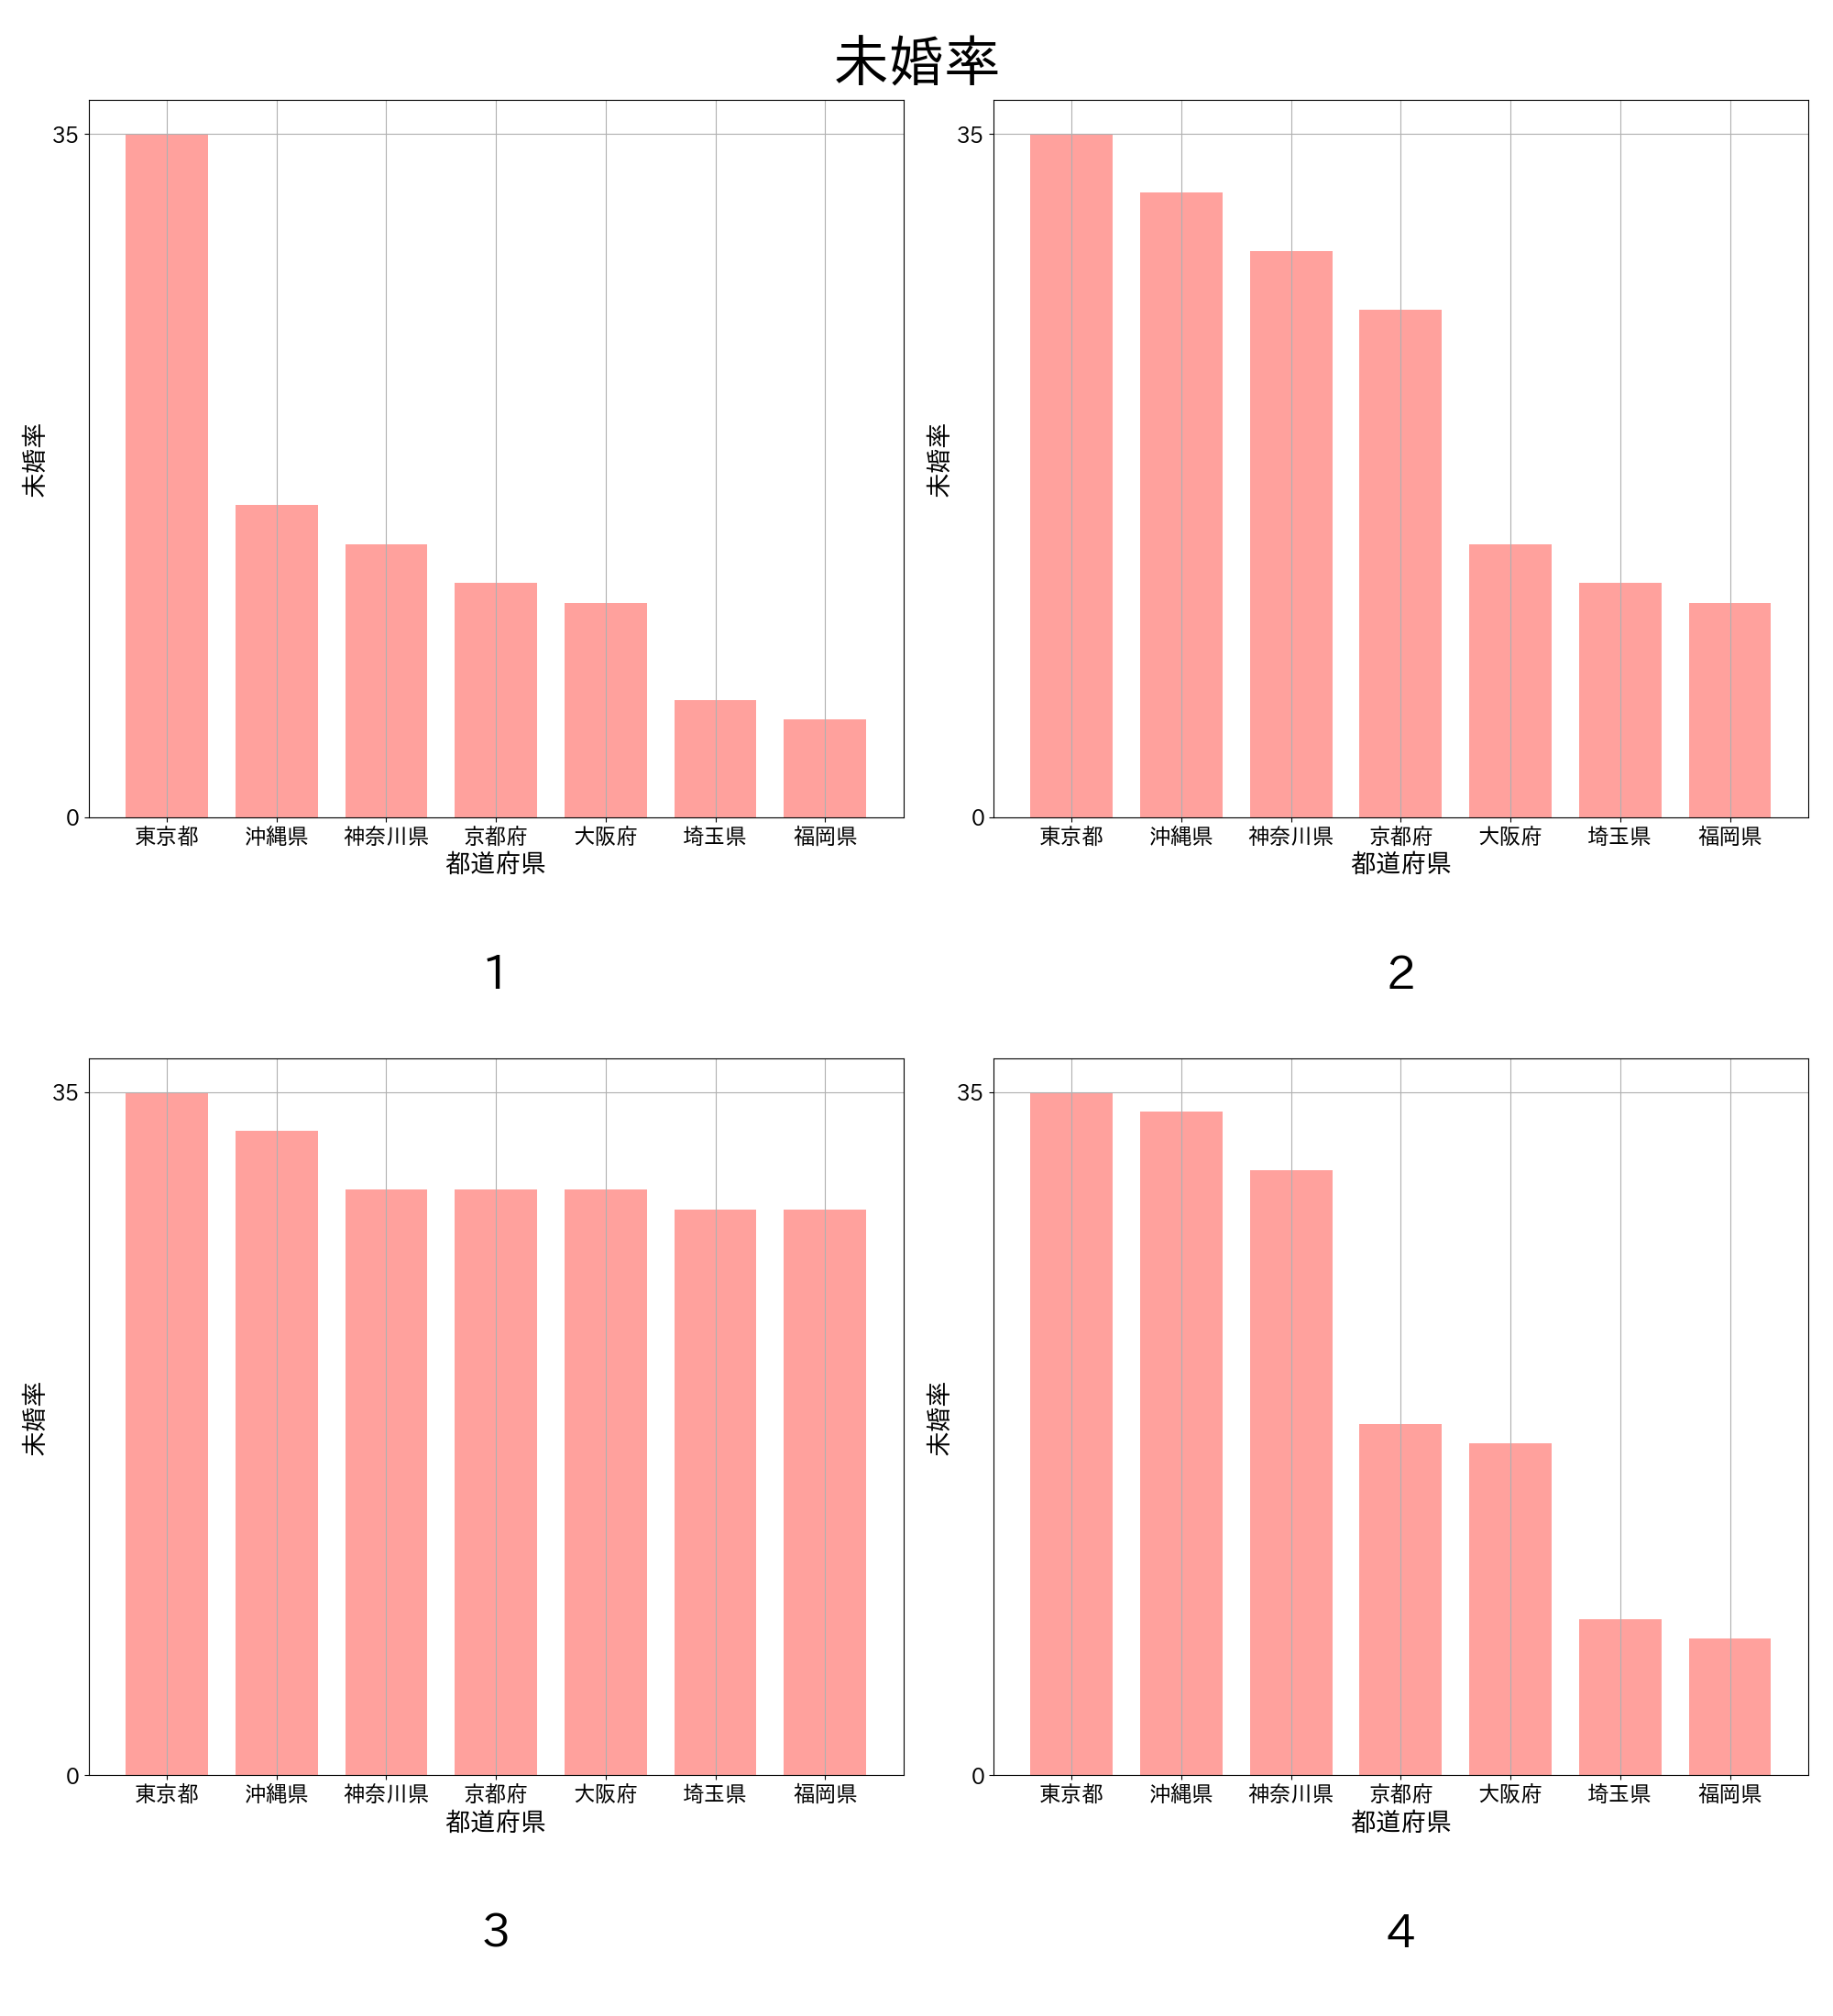 未婚率
35
0
未婚率
東京都 沖縄県 神奈川県 京都府 大阪府 埼玉県 福岡県
都道府県
1
35
0
未婚率
東京都 沖縄県 神奈川県 京都府 大阪府 埼玉県 福岡県
都道府県
2
35
0
未婚率
東京都 沖縄県 神奈川県 京都府 大阪府 埼玉県 福岡県
都道府県
3
35
0
未婚率
東京都 沖縄県 神奈川県 京都府 大阪府 埼玉県 福岡県
都道府県
4